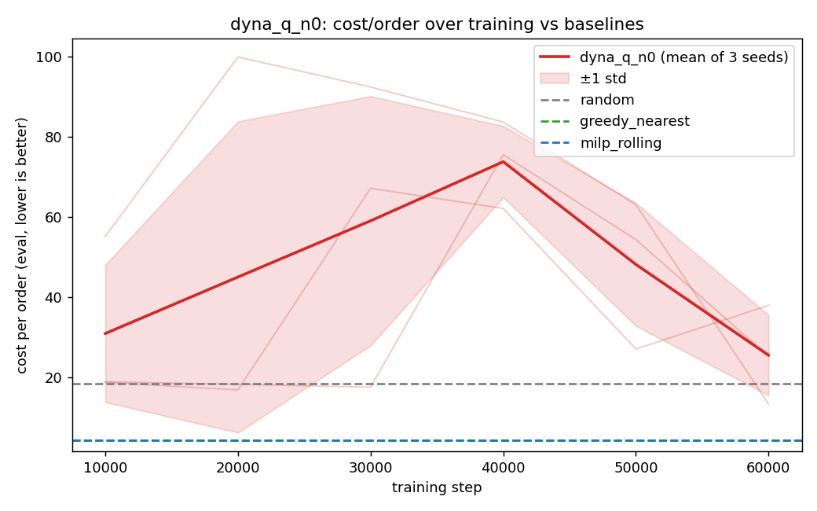 dyna_q_n0: cost/order over training vs baselines
cost per order (eval, lower is better)
100
80
60
40
20
dyna_q_n0 (mean of 3 seeds)
±1 std
random
greedy_nearest
milp_rolling
10000 20000 30000 40000 50000 60000
training step